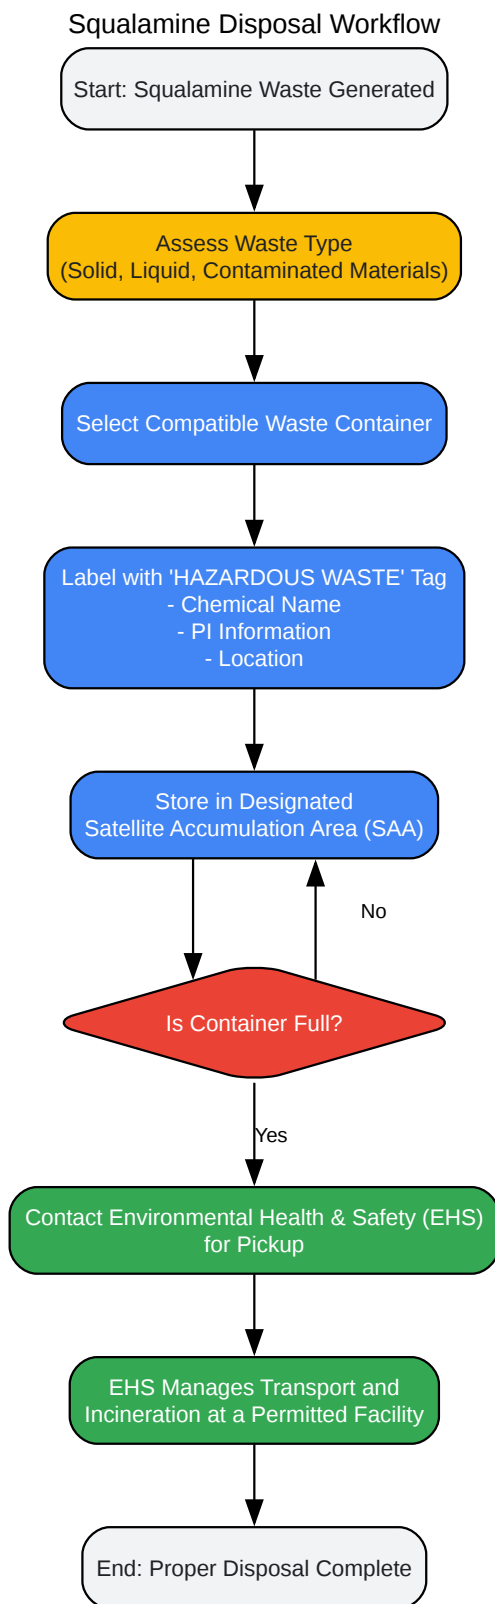 Squalamine Disposal Workflow
Start: Squalamine Waste Generated
Assess Waste Type
(Solid, Liquid, Contaminated Materials)
Select Compatible Waste Container
Label with 'HAZARDOUS WASTE' Tag
- Chemical Name
- PI Information
- Location
Store in Designated
Satellite Accumulation Area (SAA)
No
Is Container Full?
Yes
Contact Environmental Health & Safety (EHS)
for Pickup
EHS Manages Transport and
Incineration at a Permitted Facility
End: Proper Disposal Complete